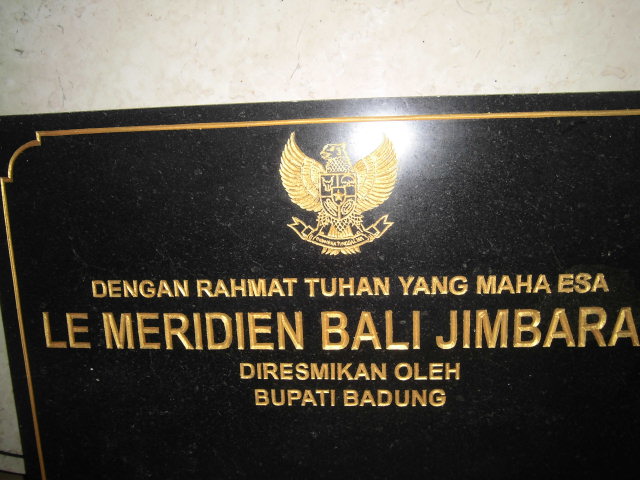 DENGAN RAHMAT TUHAN YANG MAHA ESA
LE MERIDIEN BALI JIMBARA
DIRESMIKAN OLEH
BUPATI BADUNG